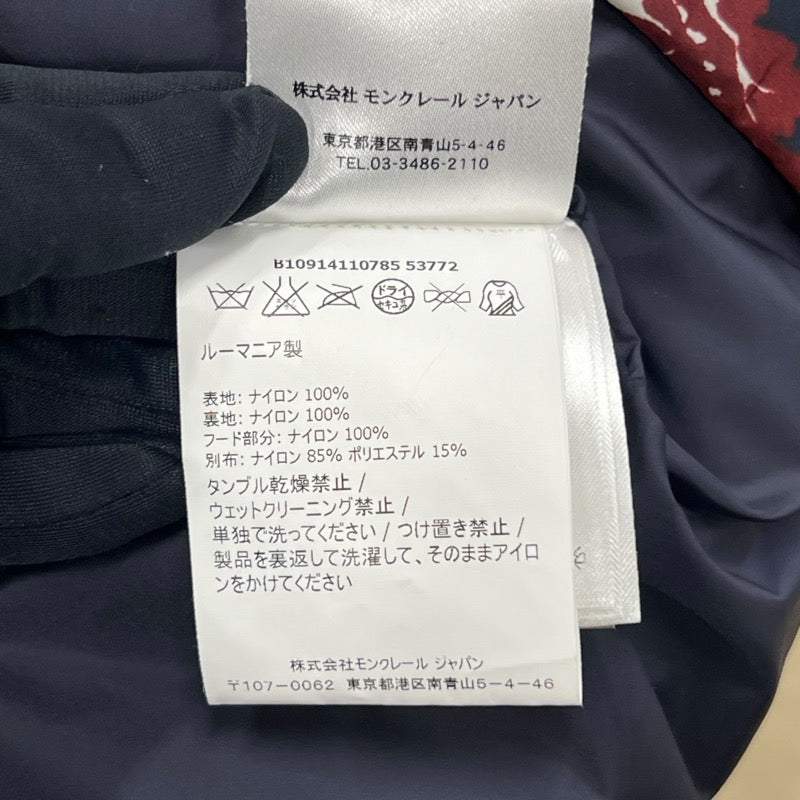 株式会社 モンクレール ジャパン
東京都港区南青山5-4-46
TEL.03-3486-2110
B10914110785 53772
ドライ
セキユ系
ルーマニア製
表地: ナイロン 100%
裏地: ナイロン 100%
フード部分: ナイロン 100%
別布: ナイロン 85% ポリエステル 15%
タンブル乾燥禁止 /
ウェットクリーニング禁止 /
単独で洗ってください / つけ置き禁止 /
製品を裏返して洗濯して、そのままアイロ
ンをかけてください
株式会社モンクレール ジャパン
〒107-0062 東京都港区南青山5-4-46